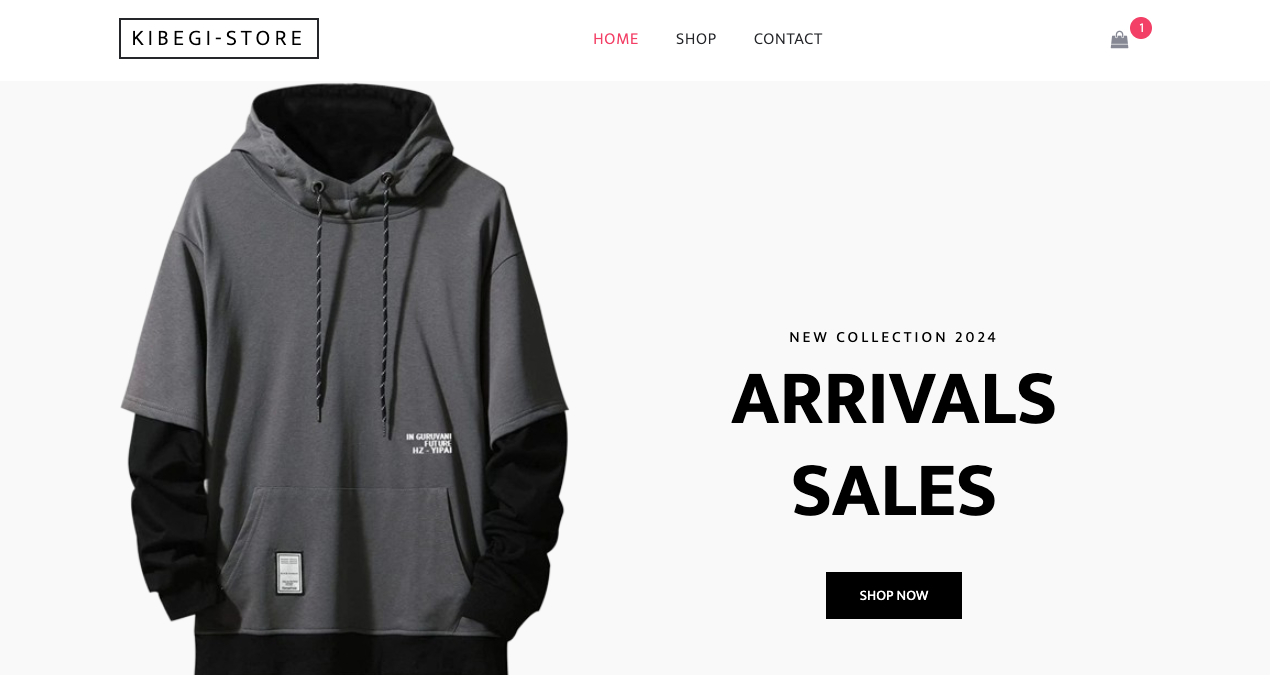 KIBEGI-STORE
HOME
SHOP
CONTACT
1
NEW COLLECTION 2024
ARRIVALS
SALES
SHOP NOW
IN GURUVANI
FUTURE
HZ - YIPAI